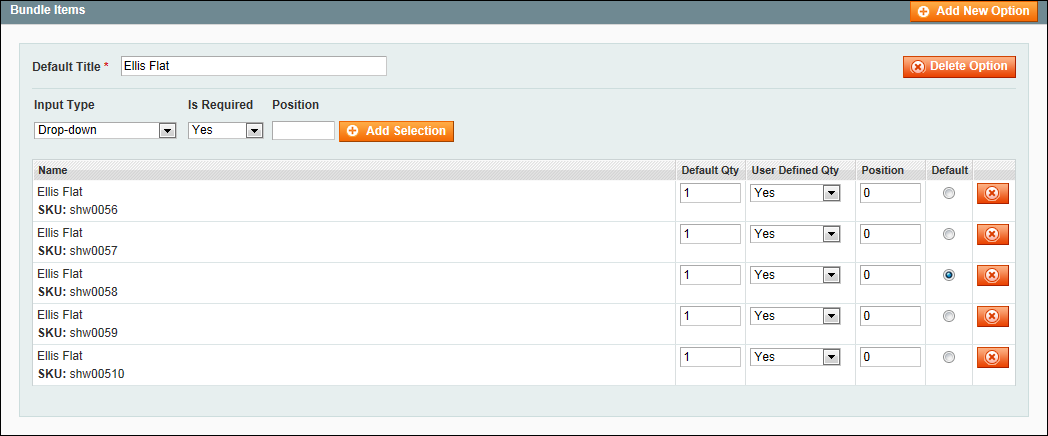 Bundle Items
Add New Option
Default Title * Ellis Flat
Delete Option
Input Type Is Required Position
Drop-down Yes Add Selection
Name Default Qty User Defined Qty Position Default
Ellis Flat 1 Yes 0
SKU: shw0056
Ellis Flat 1 Yes 0
SKU: shw0057
Ellis Flat 1 Yes 0
SKU: shw0058
Ellis Flat 1 Yes 0
SKU: shw0059
Ellis Flat 1 Yes 0
SKU: shw00510